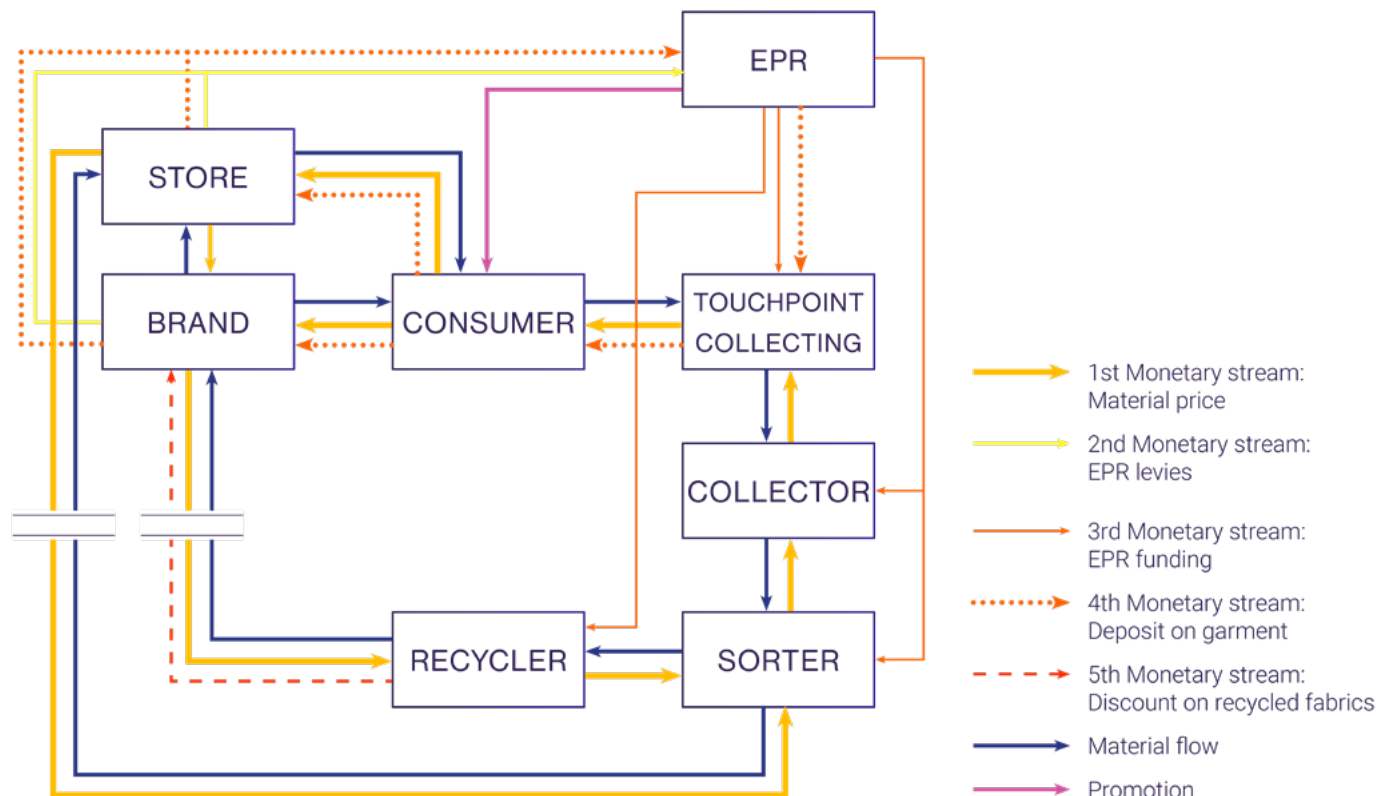 EPR
STORE
BRAND
CONSUMER
TOUCHPOINT
COLLECTING
COLLECTOR
RECYCLER
SORTER
1st Monetary stream:
Material price
2nd Monetary stream:
EPR levies
3rd Monetary stream:
EPR funding
4th Monetary stream:
Deposit on garment
5th Monetary stream:
Discount on recycled fabrics
Material flow
Promotion